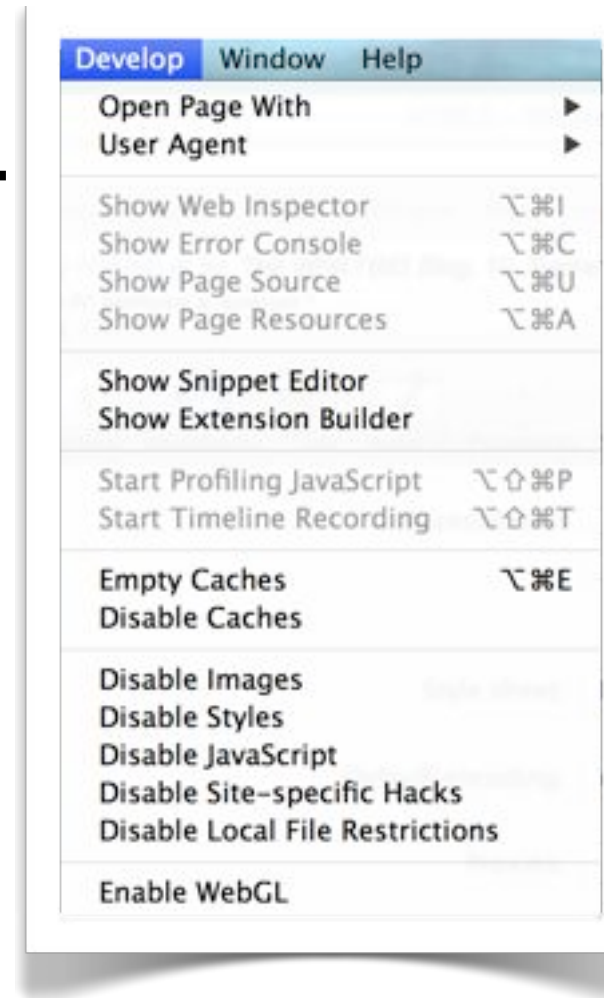 Develop Window Help
Open Page With ▶
User Agent ▶
Show Web Inspector ⌥⌘I
Show Error Console ⌥⌘C
Show Page Source ⌥⌘U
Show Page Resources ⌥⌘A
Show Snippet Editor
Show Extension Builder
Start Profiling JavaScript ⌥⇧⌘P
Start Timeline Recording ⌥⇧⌘T
Empty Caches ⌥⌘E
Disable Caches
Disable Images
Disable Styles
Disable JavaScript
Disable Site-specific Hacks
Disable Local File Restrictions
Enable WebGL